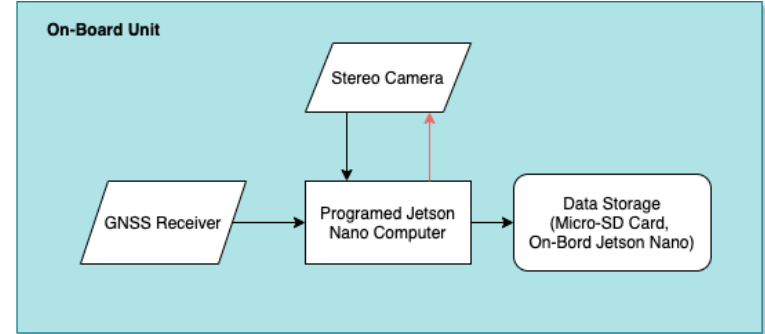 On-Board Unit
Stereo Camera
GNSS Receiver
Programed Jetson
Nano Computer
Data Storage
(Micro-SD Card,
On-Bord Jetson Nano)